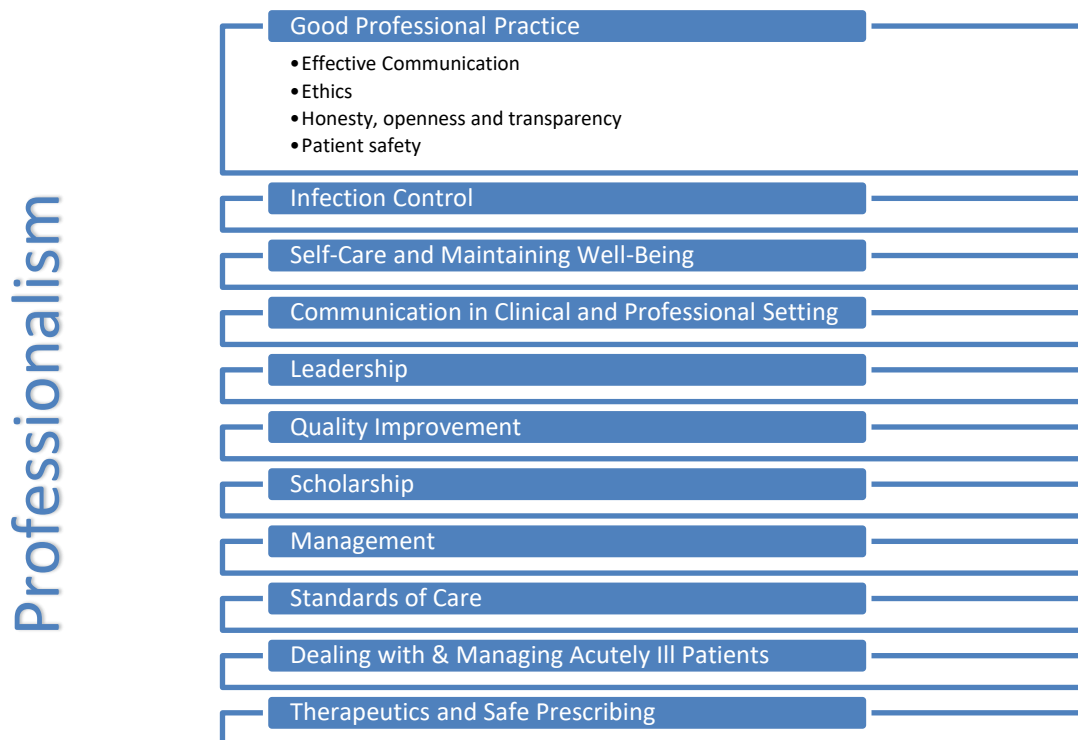 Professionalism
Good Professional Practice
•Effective Communication
•Ethics
•Honesty, openness and transparency
•Patient safety
Infection Control
Self-Care and Maintaining Well-Being
Communication in Clinical and Professional Setting
Leadership
Quality Improvement
Scholarship
Management
Standards of Care
Dealing with & Managing Acutely Ill Patients
Therapeutics and Safe Prescribing